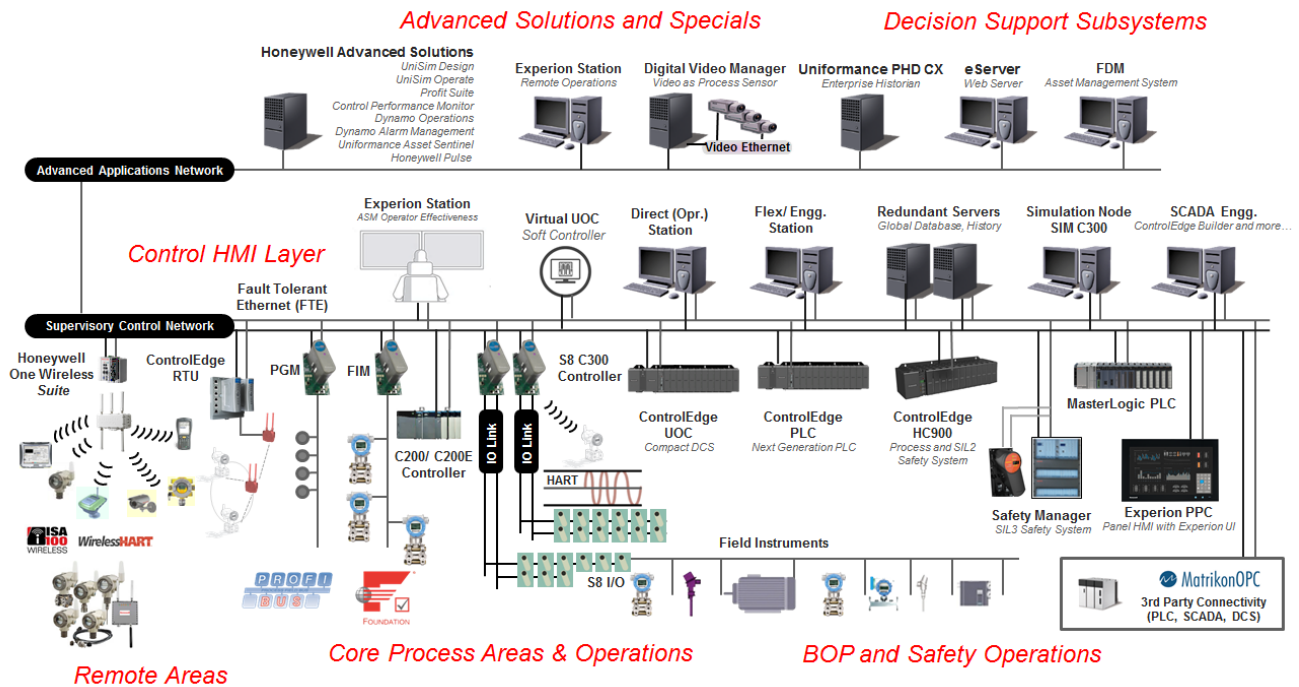 Advanced Solutions and Specials
Decision Support Subsystems
Honeywell Advanced Solutions
UniSim Design
UniSim Operate
Profit Suite
Control Performance Monitor
Dynamo Operations
Dynamo Alarm Management
Uniformance Asset Sentinel
Honeywell Pulse
Experion Station
Remote Operations
Digital Video Manager
Video as Process Sensor
Video Ethernet
Uniformance PHD CX
Enterprise Historian
eServer
Web Server
FDM
Asset Management System
Advanced Applications Network
Control HMI Layer
Experion Station
ASM Operator Effectiveness
Virtual UOC
Soft Controller
Direct (Opr.)
Station
Flex/ Engg.
Station
Redundant Servers
Global Database, History
Simulation Node
SIM C300
SCADA Engg.
ControlEdge Builder and more...
Fault Tolerant
Ethernet (FTE)
Supervisory Control Network
Honeywell
One Wireless
Suite
ControlEdge
RTU
PGM
FIM
C200/ C200E
Controller
IO Link
IO Link
S8 C300
Controller
HART
ControlEdge
UOC
Compact DCS
ControlEdge
PLC
Next Generation PLC
ControlEdge
HC900
Process and SIL2
Safety System
MasterLogic PLC
Safety Manager
SIL3 Safety System
Experion PPC
Panel HMI with Experion UI
ISA
100
WIRELESS
WirelessHART
PROFI
BUS
FOUNDATION
S8 I/O
Field Instruments
MatrikonOPC
3rd Party Connectivity
(PLC, SCADA, DCS)
Remote Areas
Core Process Areas & Operations
BOP and Safety Operations